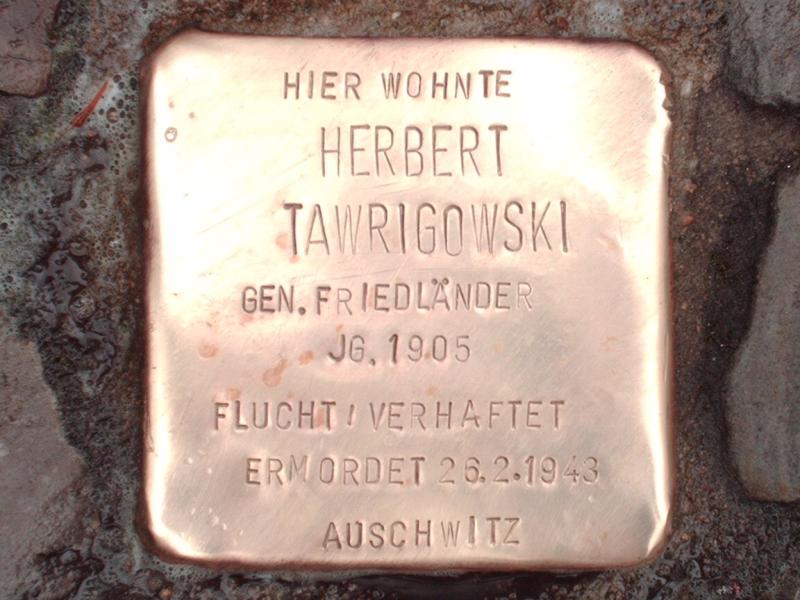 HIER WOHNTE
HERBERT
TAWRIGOWSKI
GEN. FRIEDLÄNDER
JG. 1905
FLUCHT / VERHAFTET
ERMORDET 26.2.1943
AUSCHWITZ